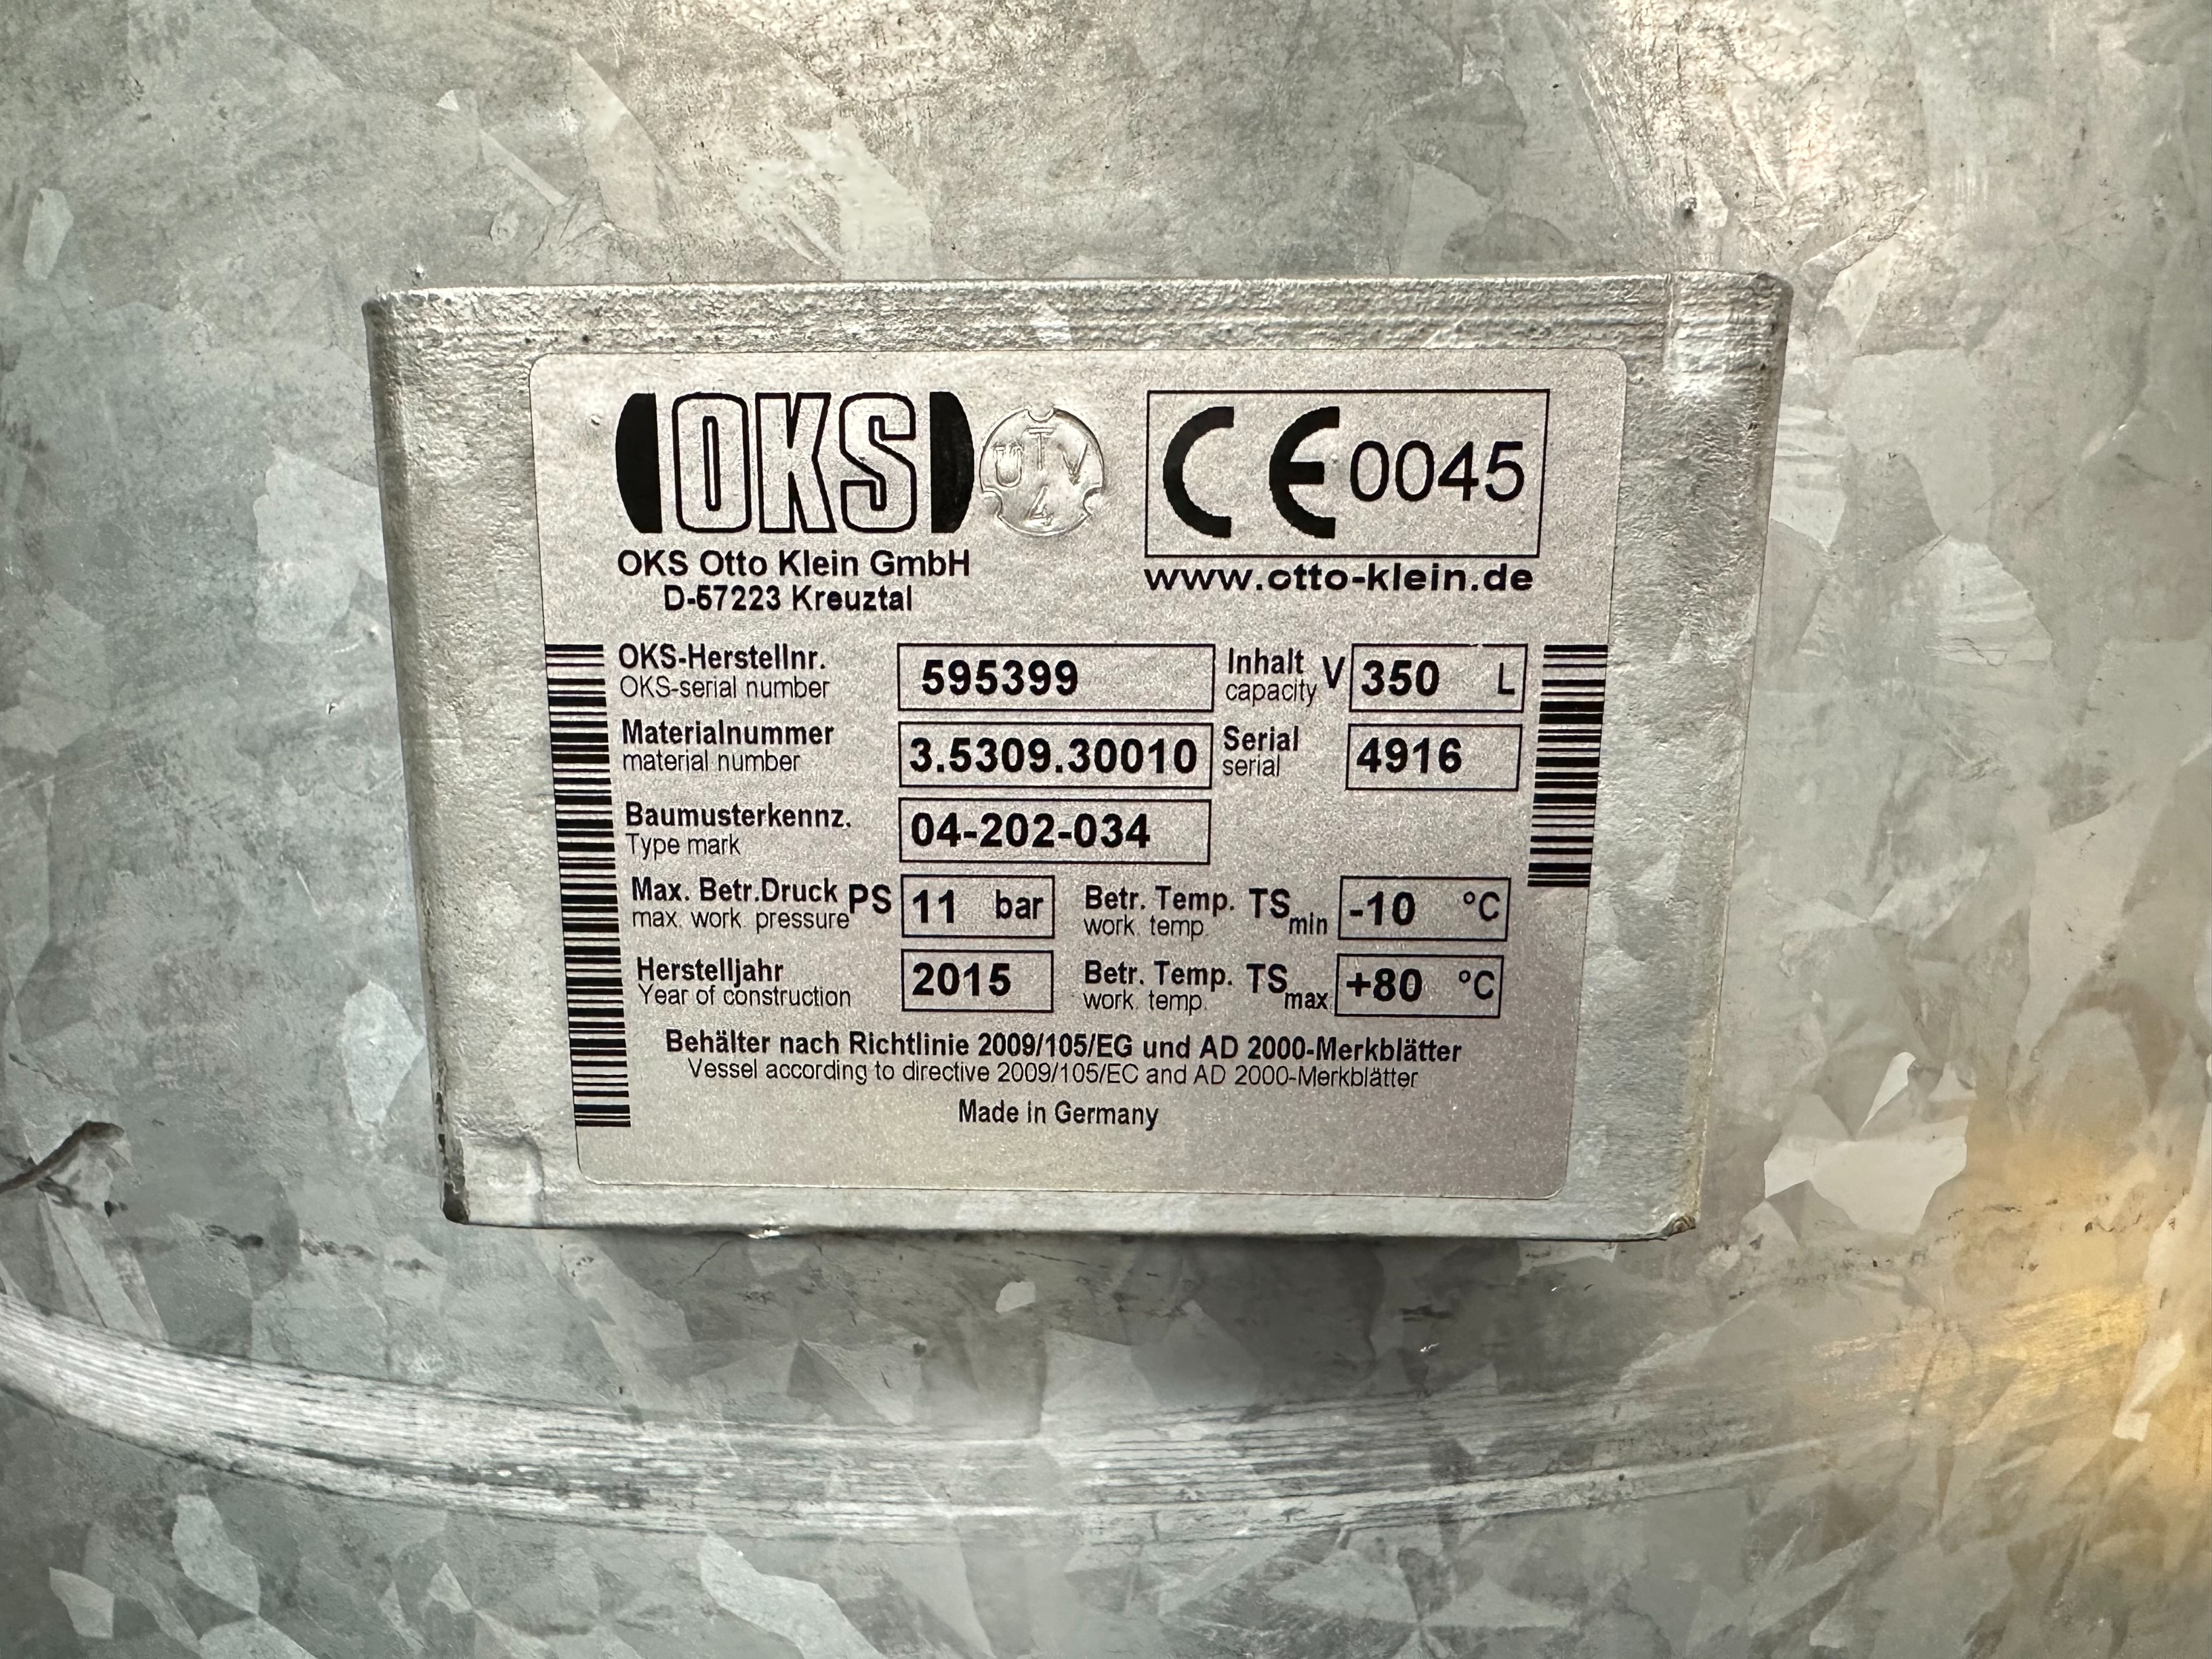 OKS
TÜV
4
CE 0045
OKS Otto Klein GmbH
D-57223 Kreuztal
www.otto-klein.de
OKS-Herstellnr. 595399 Inhalt V 350 L
OKS-serial number capacity
Materialnummer 3.5309.30010 Serial 4916
material number serial
Baumusterkennz. 04-202-034
Type mark
Max. Betr.Druck PS 11 bar Betr. Temp. TSmin -10 °C
max. work. pressure work. temp.
Herstelljahr 2015 Betr. Temp. TSmax +80 °C
Year of construction work. temp.
Behälter nach Richtlinie 2009/105/EG und AD 2000-Merkblätter
Vessel according to directive 2009/105/EC and AD 2000-Merkblätter
Made in Germany